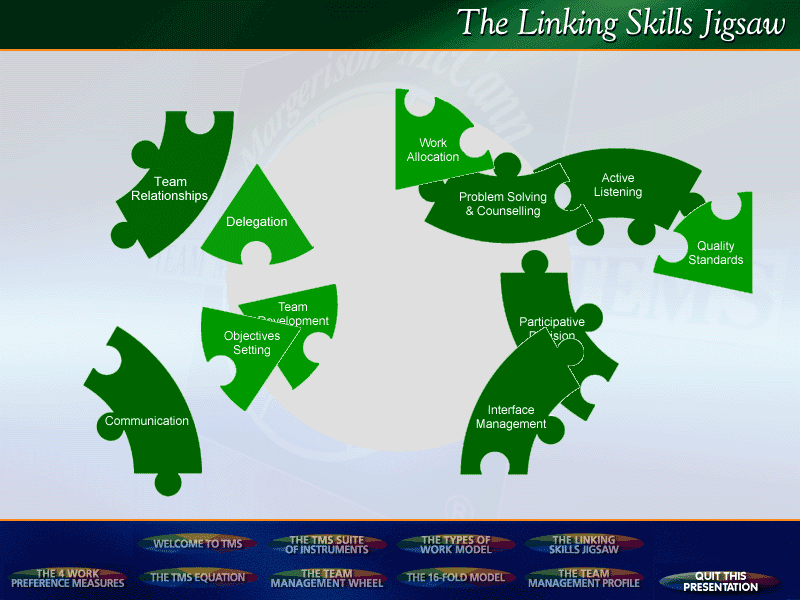 The Linking Skills Jigsaw
Margerison-McCann
Work
Allocation
Team
Relationships
Active
Listening
Problem Solving
& Counselling
Delegation
Quality
Standards
Team
Development
Objectives
Setting
Participative
Decision
Interface
Management
Communication
®
WELCOME TO TMS
THE TMS SUITE
OF INSTRUMENTS
THE TYPES OF
WORK MODEL
THE LINKING
SKILLS JIGSAW
THE 4 WORK
PREFERENCE MEASURES
THE TMS EQUATION
THE TEAM
MANAGEMENT WHEEL
THE 16-FOLD MODEL
THE TEAM
MANAGEMENT PROFILE
QUIT THIS
PRESENTATION